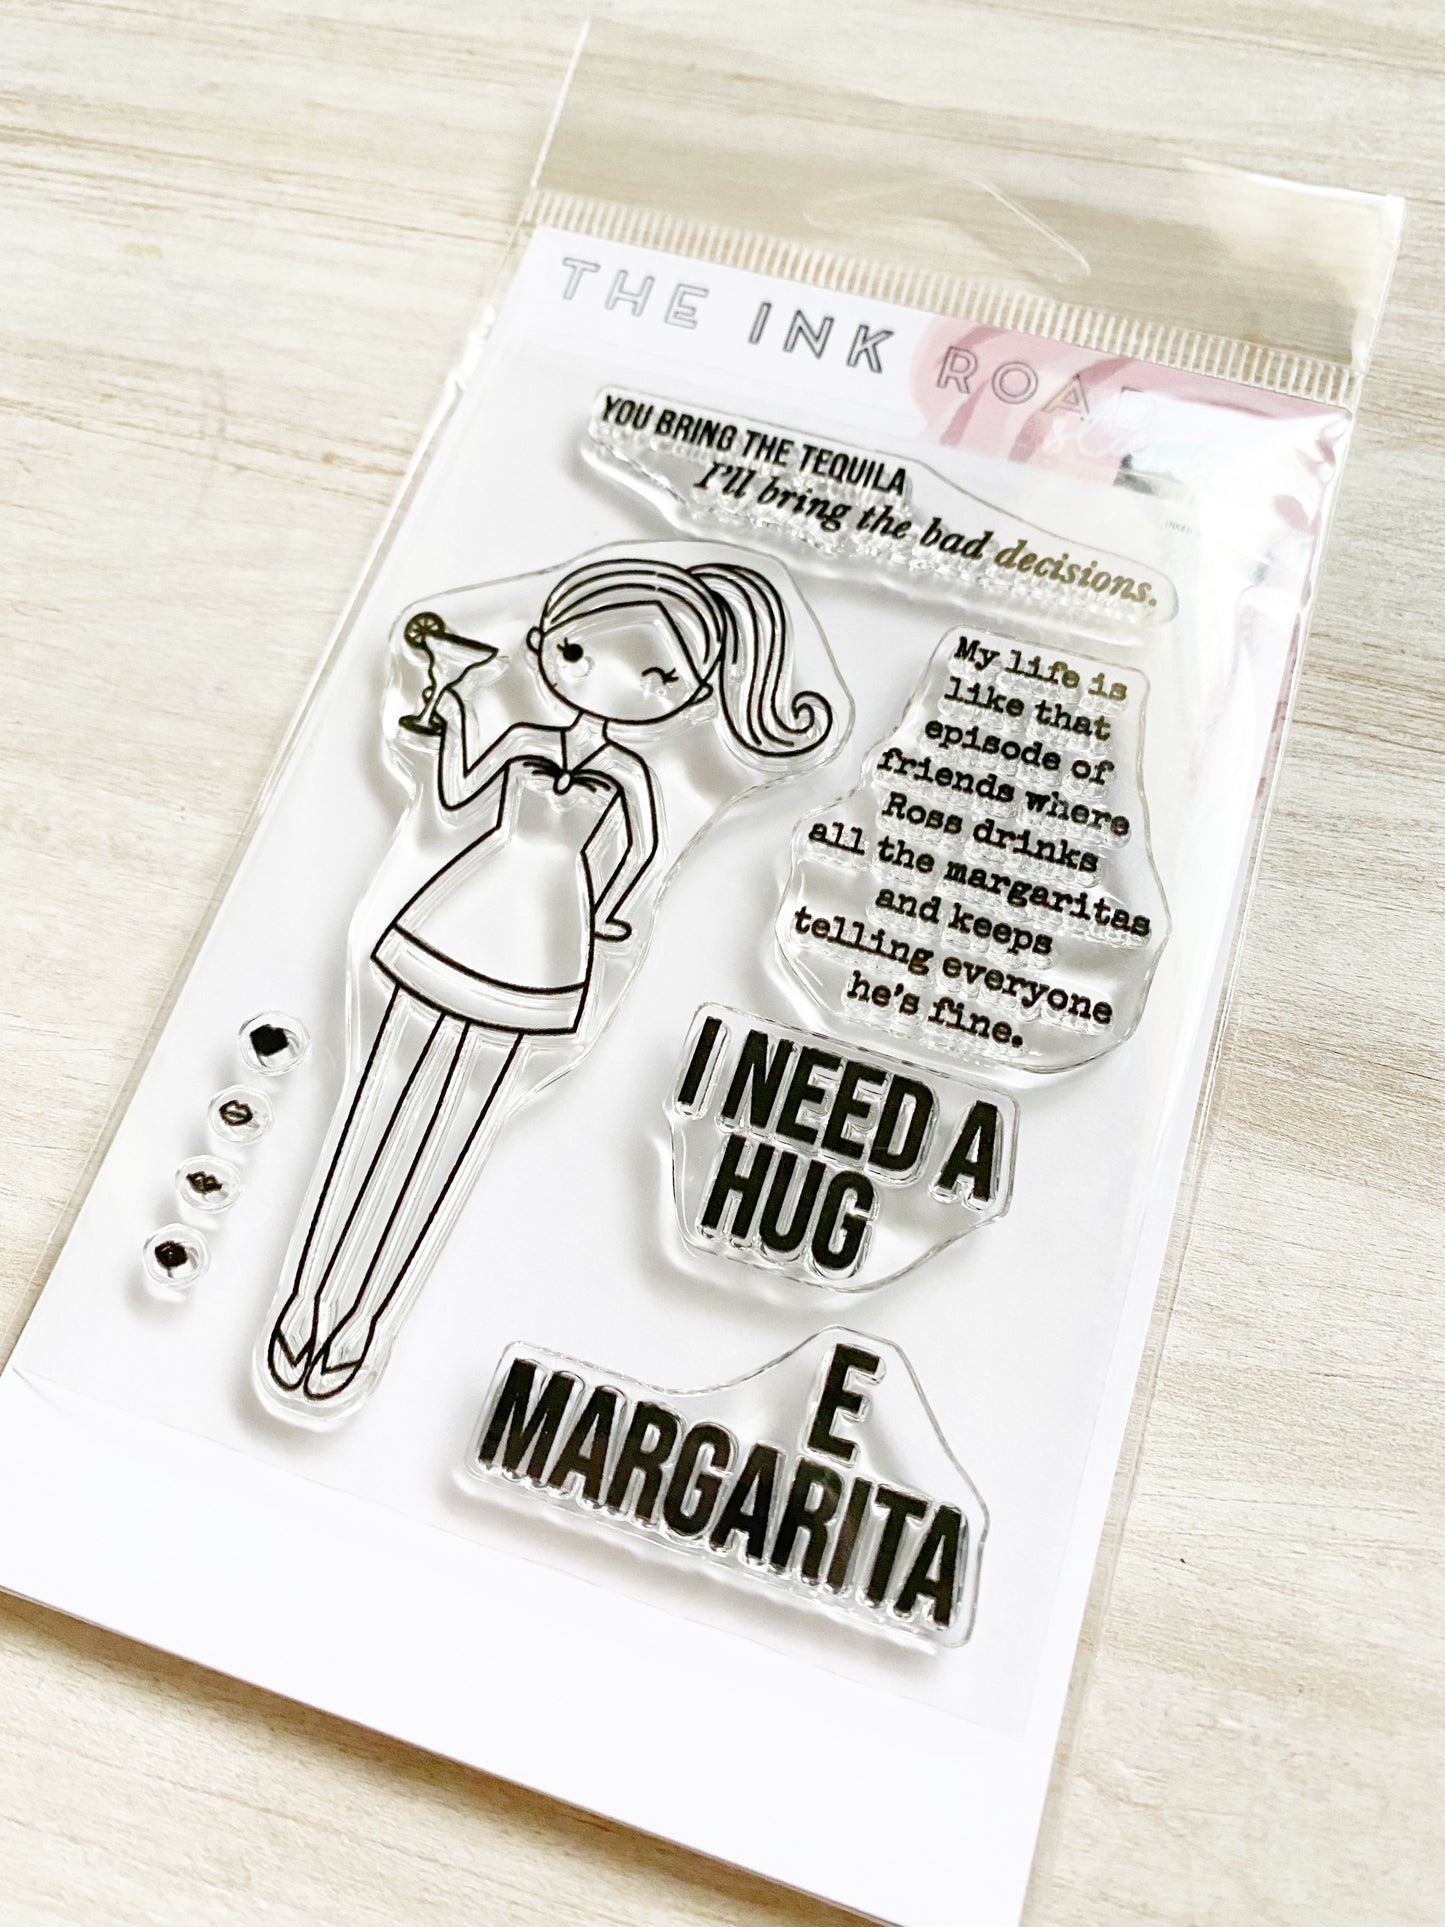 THE INK ROAD
YOU BRING THE TEQUILA
I'll bring the bad decisions.
My life is
like that
episode of
friends where
Ross drinks
all the margaritas
and keeps
telling everyone
he's fine.
I NEED A
HUG
E
MARGARITA